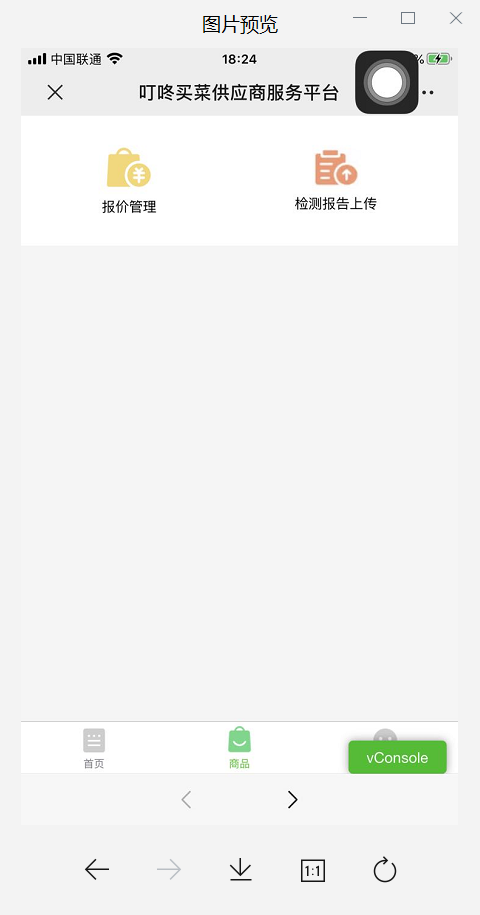 图片预览
中国联通
18:24
%
叮咚买菜供应商服务平台
报价管理
检测报告上传
首页
商品
vConsole
1:1